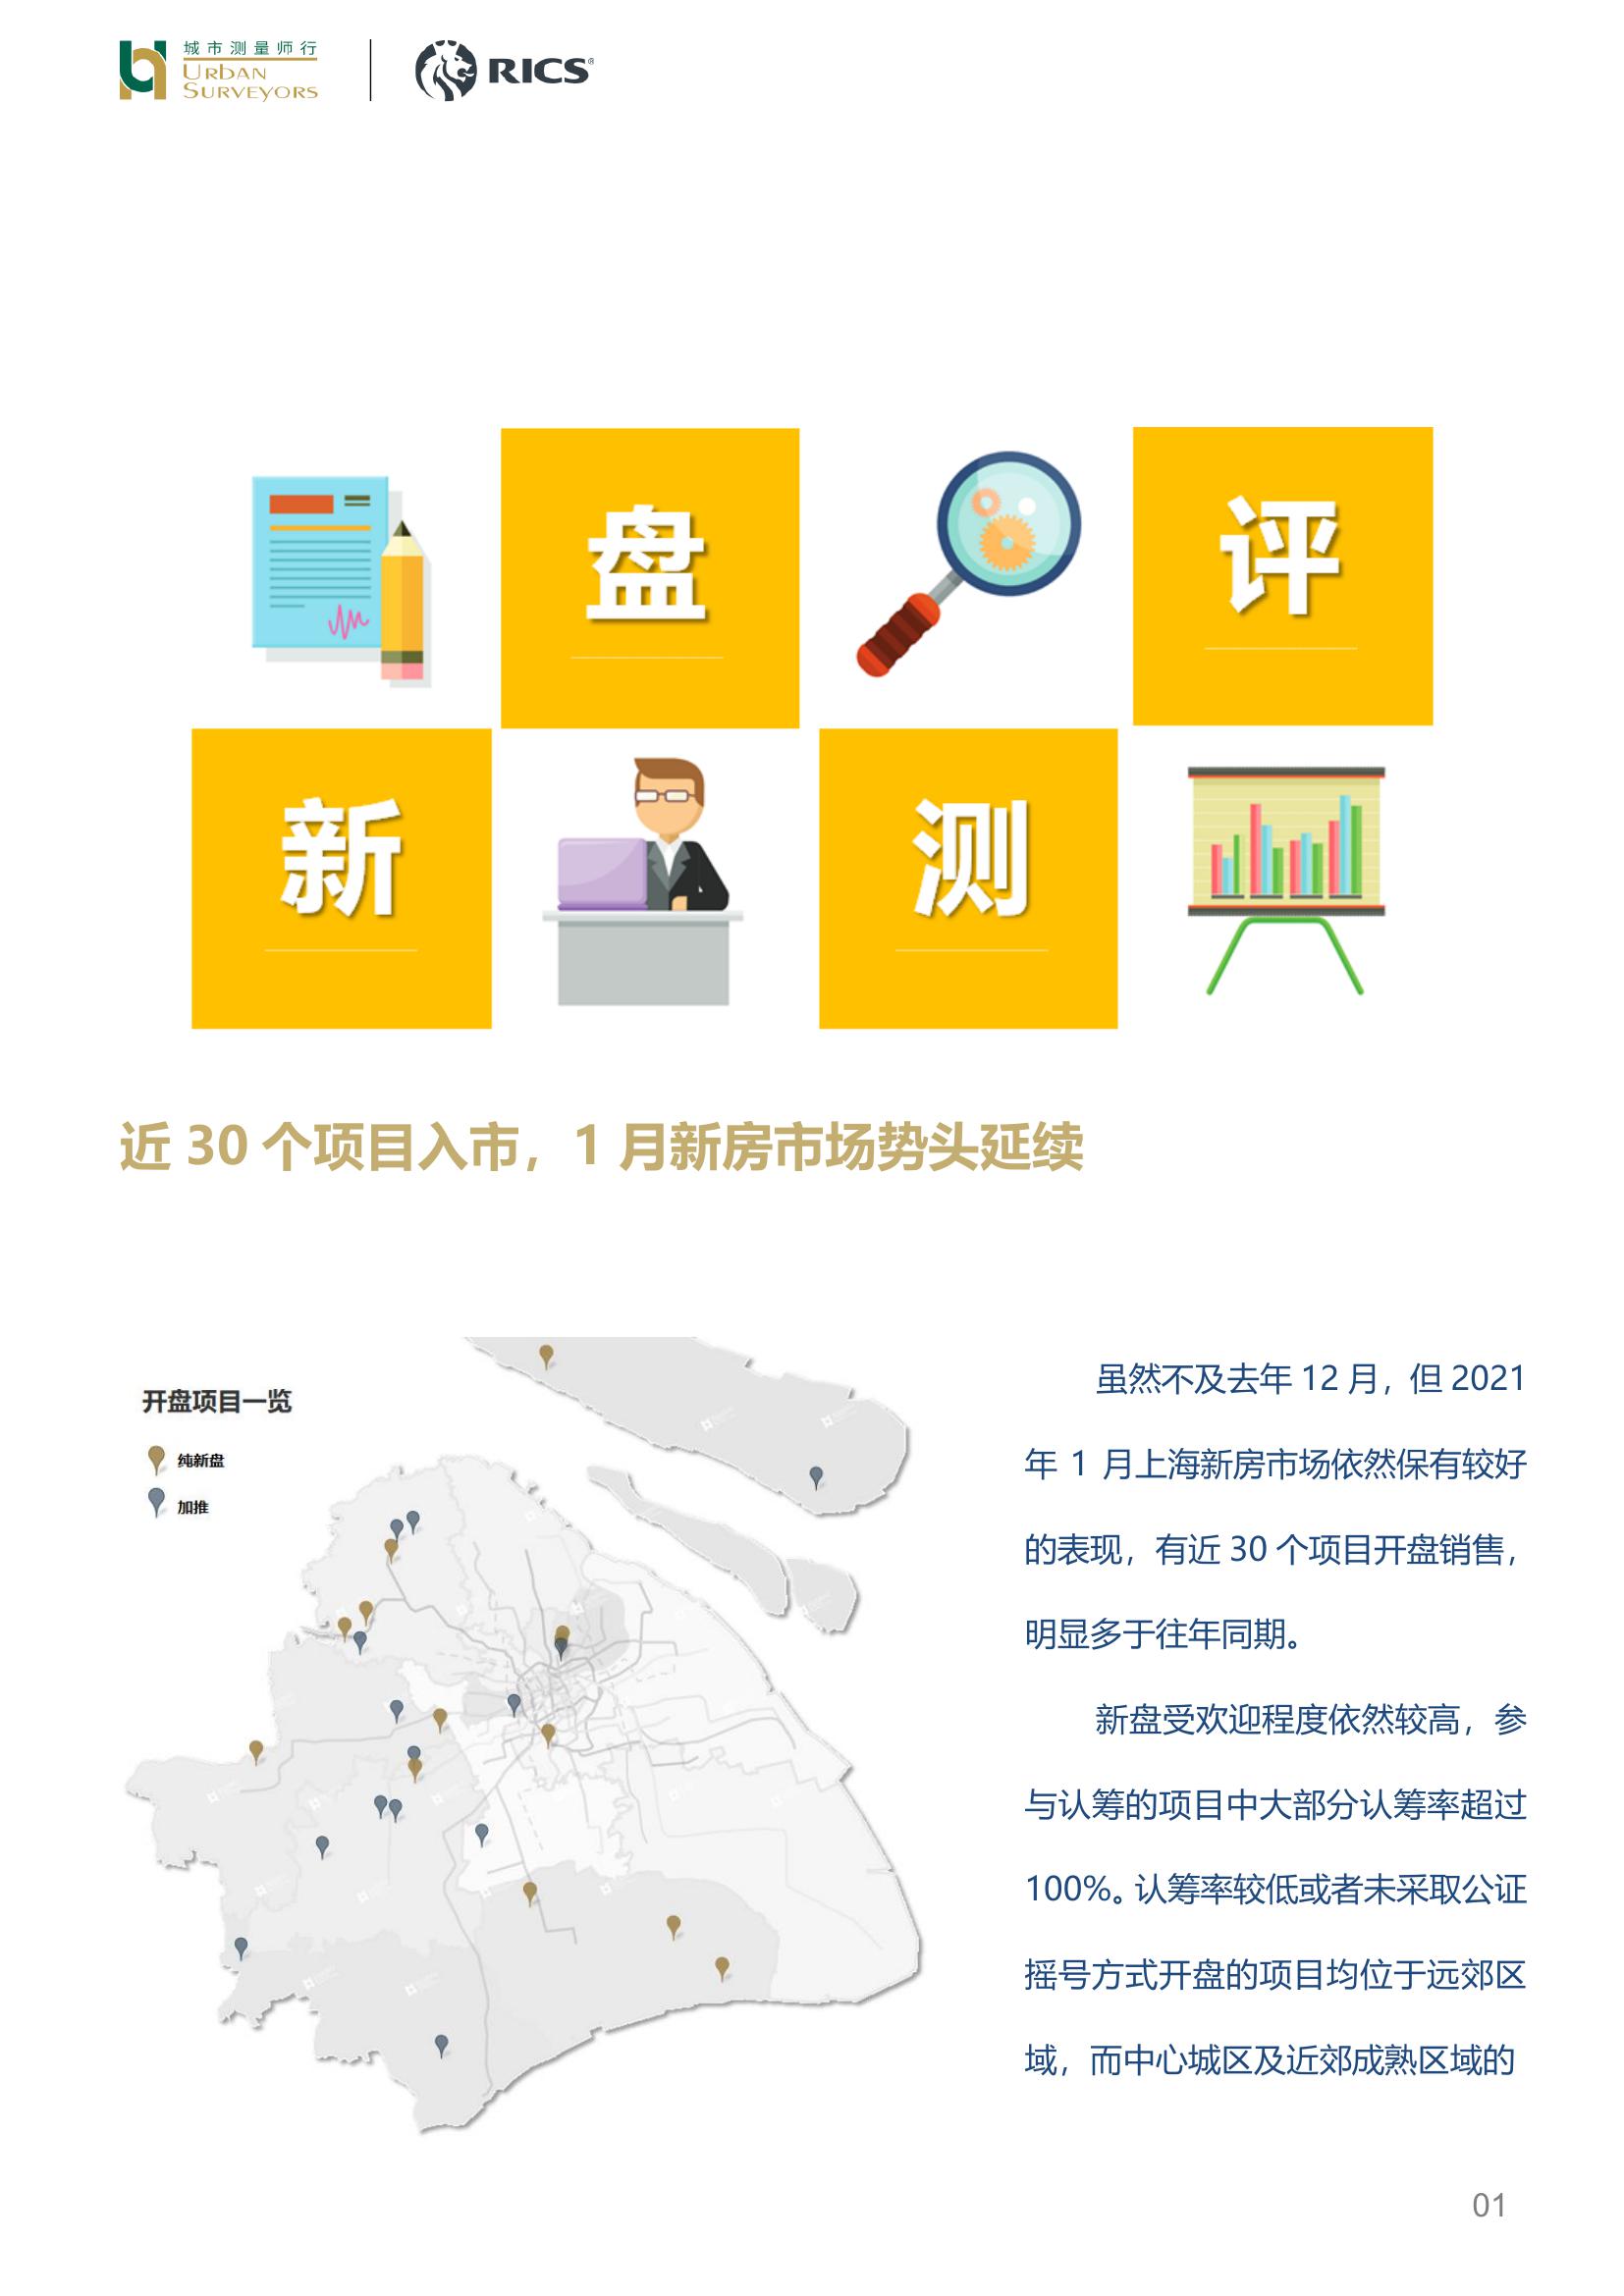 城市测量师行
URBAN
SURVEYORS
RICS®
盘
评
新
测
近 30 个项目入市，1 月新房市场势头延续
开盘项目一览
纯新盘
加推
虽然不及去年 12 月，但 2021
年 1 月上海新房市场依然保有较好
的表现，有近 30 个项目开盘销售，
明显多于往年同期。
新盘受欢迎程度依然较高，参
与认筹的项目中大部分认筹率超过
100%。认筹率较低或者未采取公证
摇号方式开盘的项目均位于远郊区
域，而中心城区及近郊成熟区域的
01